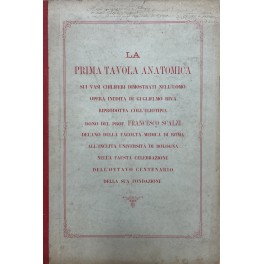 LA
PRIMA TAVOLA ANATOMICA
SUI VASI CHILIFERI DIMOSTRATI NELL'UOMO
OPERA INEDITA DI GUGLIELMO RIVA
RIPRODOTTA COLL'ELIOTIPIA
DONO DEL PROF. FRANCESCO SCALZI
DECANO DELLA FACOLTÀ MEDICA DI ROMA
ALL'INCLITA UNIVERSITÀ DI BOLOGNA
NELLA FAUSTA CELEBRAZIONE
DELL'OTTAVO CENTENARIO
DELLA SUA FONDAZIONE